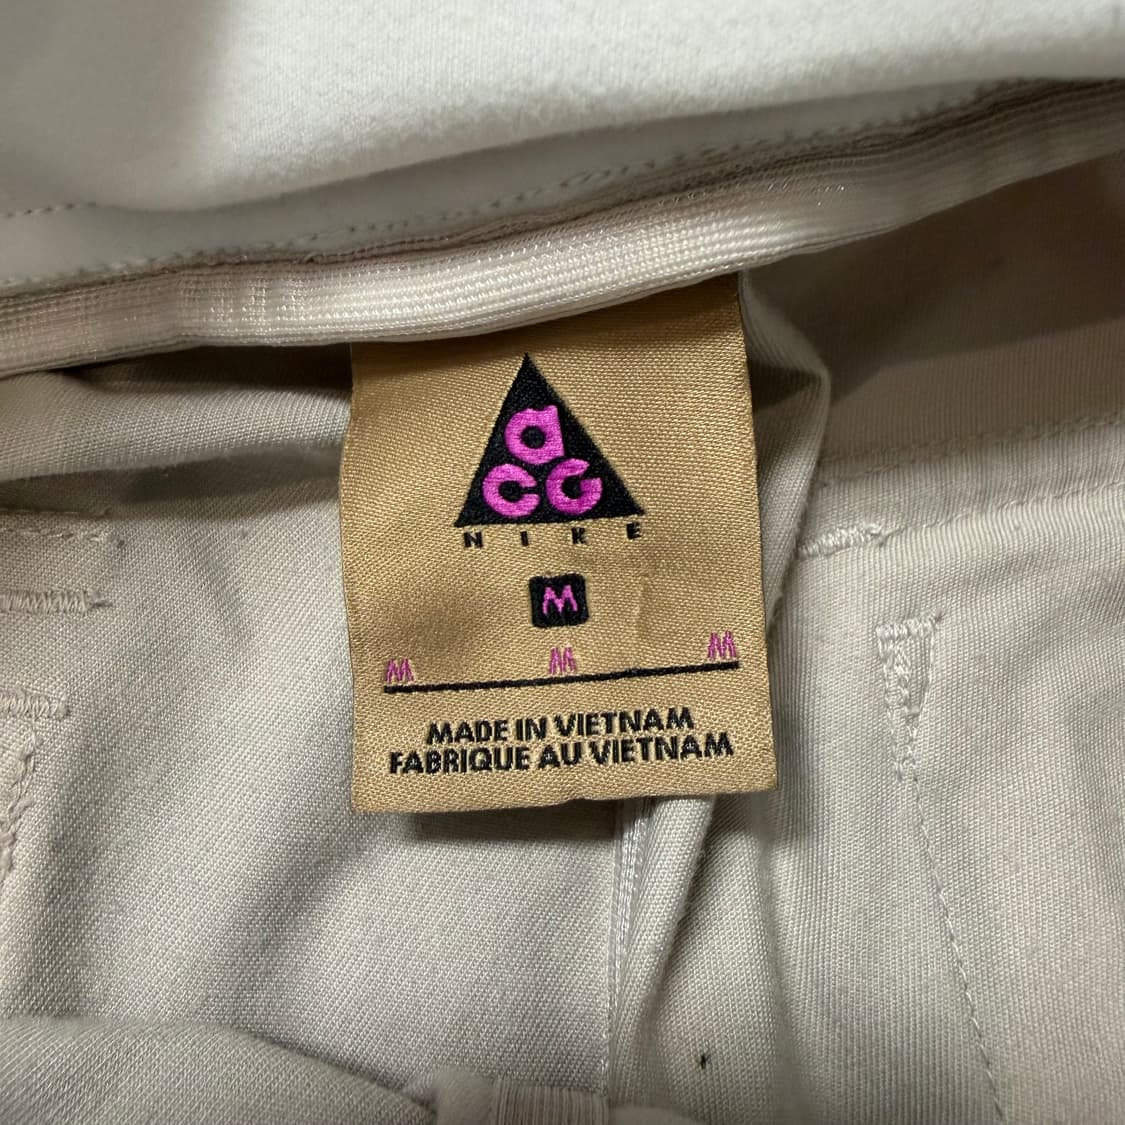 acg
NIKE
M
M M M
MADE IN VIETNAM
FABRIQUE AU VIETNAM